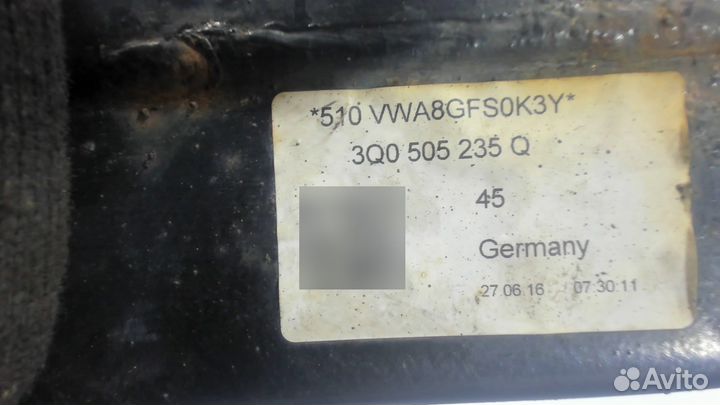 *510 VWA8GFS0K3Y*
3Q0 505 235 Q
45
Germany
27.06.16 07:30:11
Avito